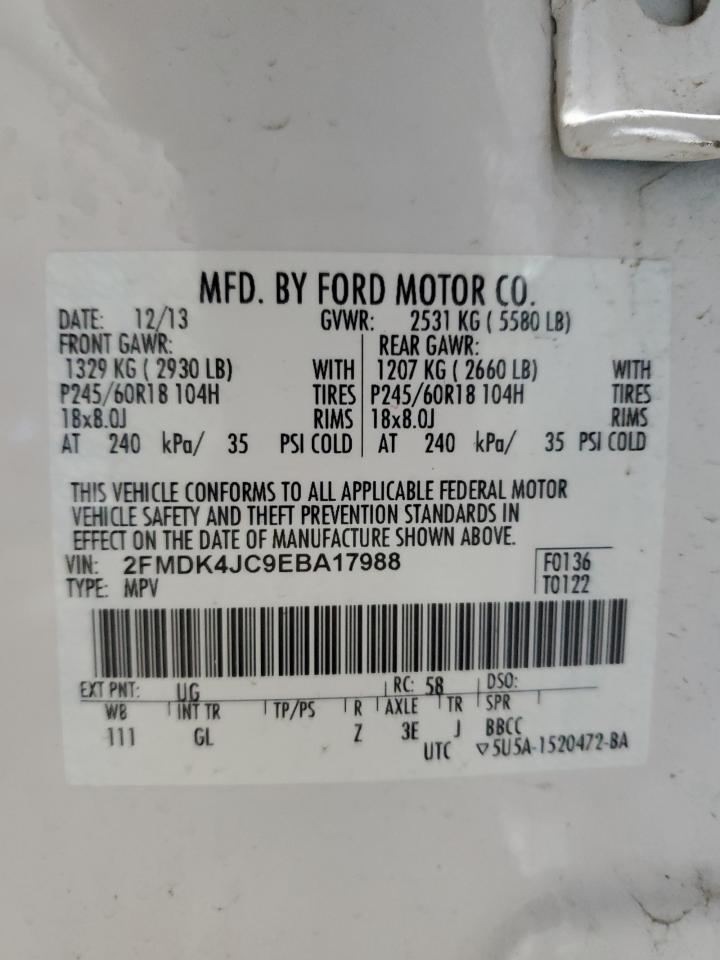 MFD. BY FORD MOTOR CO.
DATE: 12/13 GVWR: 2531 KG ( 5580 LB)
FRONT GAWR: REAR GAWR:
1329 KG ( 2930 LB) WITH 1207 KG ( 2660 LB) WITH
P245/60R18 104H TIRES P245/60R18 104H TIRES
18x8.0J RIMS 18x8.0J RIMS
AT 240 kPa/ 35 PSI COLD AT 240 kPa/ 35 PSI COLD
THIS VEHICLE CONFORMS TO ALL APPLICABLE FEDERAL MOTOR
VEHICLE SAFETY AND THEFT PREVENTION STANDARDS IN
EFFECT ON THE DATE OF MANUFACTURE SHOWN ABOVE.
VIN: 2FMDK4JC9EBA17988 F0136
TYPE: MPV T0122
EXT PNT: UG RC: 58 DSO:
WB INT TR TP/PS R AXLE TR SPR
111 GL Z 3E J BBCC
UTC ▽5U5A-1520472-BA